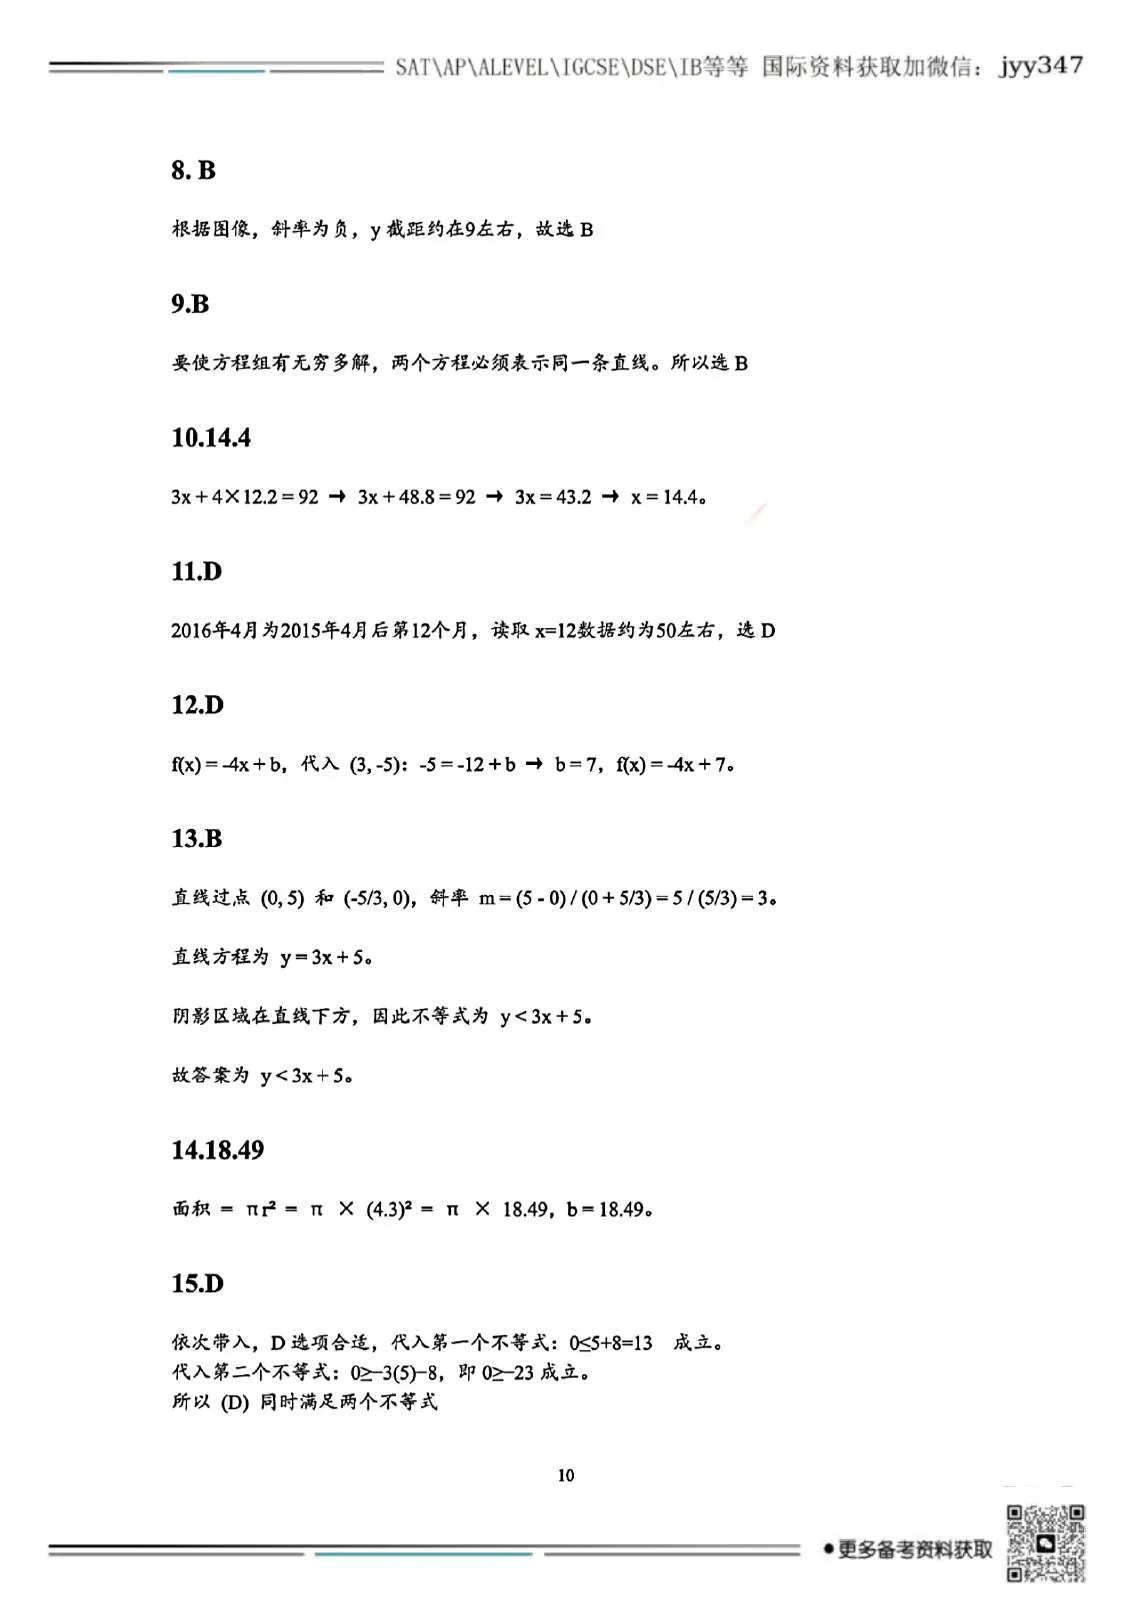 SAT\AP\ALEVEL\IGCSE\DSE\IB等等 国际资料获取加微信：jyy347
8. B
根据图像，斜率为负，y 截距约在9左右，故选 B
9.B
要使方程组有无穷多解，两个方程必须表示同一条直线。所以选 B
10.14.4
3x + 4×12.2 = 92 → 3x + 48.8 = 92 → 3x = 43.2 → x = 14.4。
11.D
2016年4月为2015年4月后第12个月，读取 x=12数据约为50左右，选 D
12.D
f(x) = -4x + b，代入 (3, -5)：-5 = -12 + b → b = 7，f(x) = -4x + 7。
13.B
直线过点 (0, 5) 和 (-5/3, 0)，斜率 m = (5 - 0) / (0 + 5/3) = 5 / (5/3) = 3。
直线方程为 y = 3x + 5。
阴影区域在直线下方，因此不等式为 y < 3x + 5。
故答案为 y < 3x + 5。
14.18.49
面积 = πr² = π × (4.3)² = π × 18.49，b = 18.49。
15.D
依次带入，D 选项合适，代入第一个不等式：0≤5+8=13 成立。
代入第二个不等式：0≥−3(5)−8，即 0≥−23 成立。
所以 (D) 同时满足两个不等式
10
●更多备考资料获取